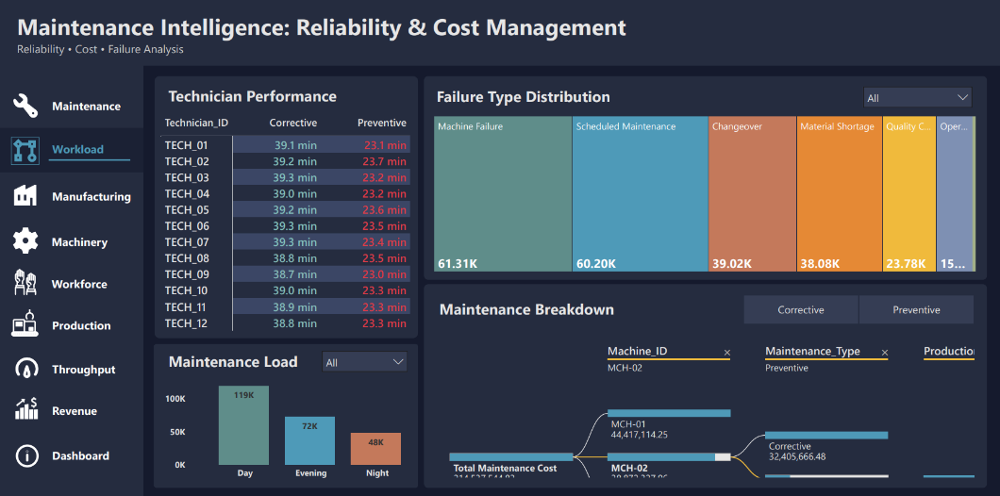 Maintenance Intelligence: Reliability & Cost Management
Reliability • Cost • Failure Analysis
Maintenance
Workload
Manufacturing
Machinery
Workforce
Production
Throughput
Revenue
Dashboard
Technician Performance
Technician_ID Corrective Preventive
TECH_01 39.1 min 23.1 min
TECH_02 39.2 min 23.7 min
TECH_03 39.3 min 23.2 min
TECH_04 39.0 min 23.2 min
TECH_05 39.2 min 23.6 min
TECH_06 39.3 min 23.5 min
TECH_07 39.3 min 23.4 min
TECH_08 38.8 min 23.5 min
TECH_09 38.7 min 23.0 min
TECH_10 39.0 min 23.3 min
TECH_11 38.9 min 23.3 min
TECH_12 38.8 min 23.3 min
Maintenance Load All
100K
50K
0K
119K
72K
48K
Day Evening Night
Failure Type Distribution All
Machine Failure Scheduled Maintenance Changeover Material Shortage Quality C... Oper...
61.31K 60.20K 39.02K 38.08K 23.78K 15...
Maintenance Breakdown Corrective Preventive
Machine_ID × Maintenance_Type × Production
MCH-02 Preventive
MCH-01
44,417,114.25
Corrective
32,405,666.48
Total Maintenance Cost
MCH-02